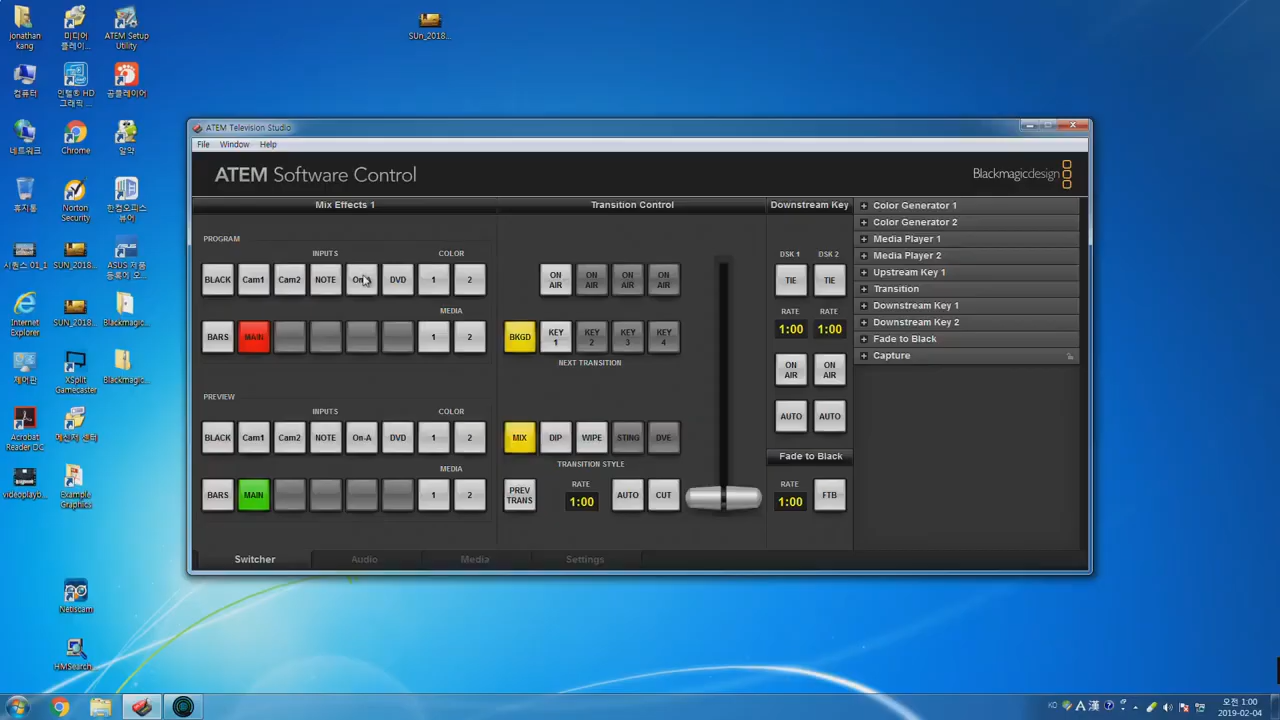 jonathan
kang
미디어
플레이...
ATEM Setup
Utility
SUn_2018...
컴퓨터
인텔® HD
그래픽 ...
곰플레이어
네트워크
Chrome
알약
휴지통
Norton
Security
한컴오피스
뷰어
시퀀스 01_1
SUN_2018...
ASUS 제품
등록하 오...
Internet
Explorer
SUN_2018...
Blackmagic...
제어판
XSplit
Gamecaster
Blackmagic...
Acrobat
Reader DC
메신저 센터
videoplayb...
Example
Graphics
Netiscam
HMSearch...
ATEM Television Studio
File Window Help
ATEM Software Control
Blackmagicdesign
Mix Effects 1
Transition Control
Downstream Key
PROGRAM
INPUTS COLOR
BLACK Cam1 Cam2 NOTE On-A DVD 1 2
MEDIA
BARS MAIN 1 2
PREVIEW
INPUTS COLOR
BLACK Cam1 Cam2 NOTE On-A DVD 1 2
MEDIA
BARS MAIN 1 2
ON AIR ON AIR ON AIR ON AIR
BKGD KEY 1 KEY 2 KEY 3 KEY 4
NEXT TRANSITION
MIX DIP WIPE STING DVE
TRANSITION STYLE
PREV TRANS RATE 1:00 AUTO CUT
DSK 1 DSK 2
TIE TIE
RATE RATE
1:00 1:00
ON AIR ON AIR
AUTO AUTO
Fade to Black
RATE
1:00 FTB
Color Generator 1
Color Generator 2
Media Player 1
Media Player 2
Upstream Key 1
Transition
Downstream Key 1
Downstream Key 2
Fade to Black
Capture
Switcher Audio Media Settings
KO A 漢
오전 1:00
2019-02-04